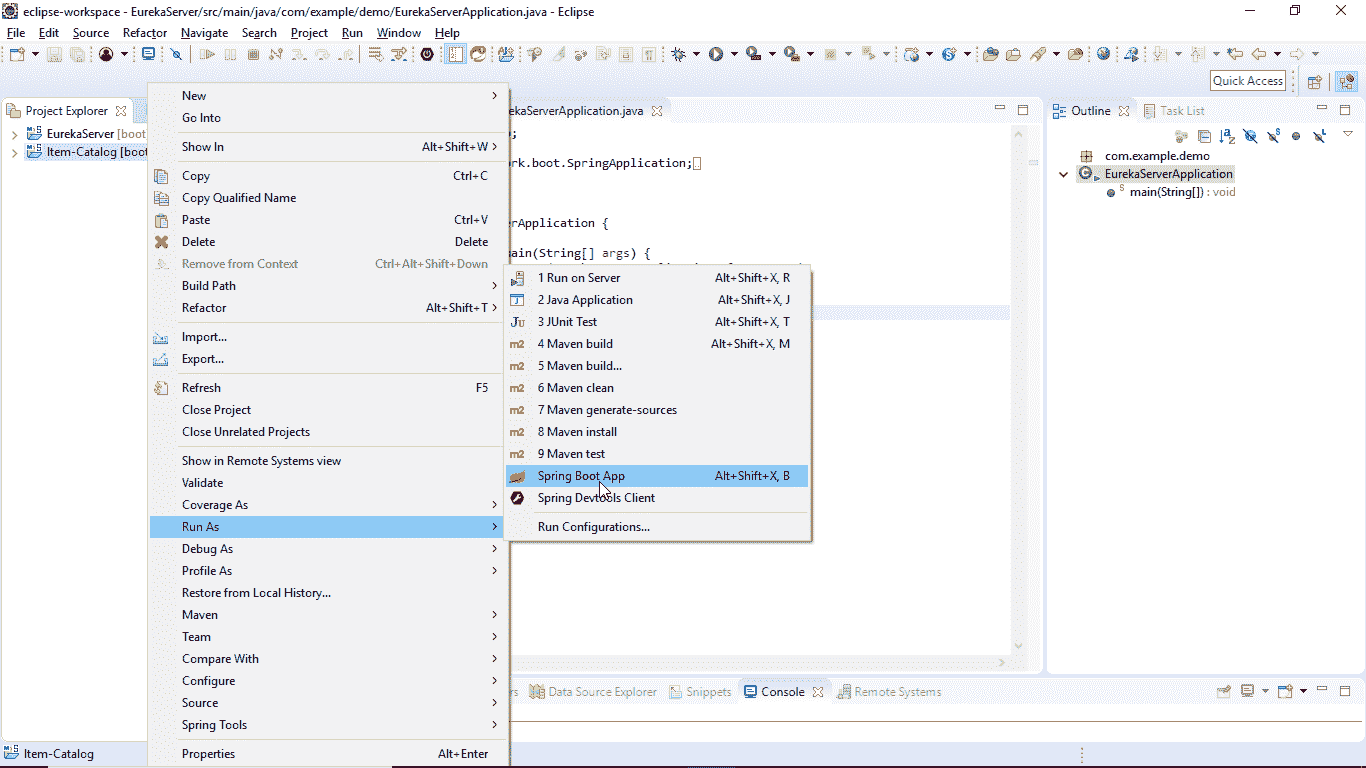 eclipse-workspace - EurekaServer/src/main/java/com/example/demo/EurekaServerApplication.java - Eclipse
File Edit Source Refactor Navigate Search Project Run Window Help
Quick Access
Project Explorer
EurekaServer [boot
Item-Catalog [boot
New
Go Into
Show In Alt+Shift+W
Copy Ctrl+C
Copy Qualified Name
Paste Ctrl+V
Delete Delete
Remove from Context Ctrl+Alt+Shift+Down
Build Path
Refactor Alt+Shift+T
Import...
Export...
Refresh F5
Close Project
Close Unrelated Projects
Show in Remote Systems view
Validate
Coverage As
Run As
Debug As
Profile As
Restore from Local History...
Maven
Team
Compare With
Configure
Source
Spring Tools
Properties Alt+Enter
ekaServerApplication.java
;
rk.boot.SpringApplication;
rApplication {
ain(String[] args) {
1 Run on Server Alt+Shift+X, R
2 Java Application Alt+Shift+X, J
3 JUnit Test Alt+Shift+X, T
4 Maven build Alt+Shift+X, M
5 Maven build...
6 Maven clean
7 Maven generate-sources
8 Maven install
9 Maven test
Spring Boot App Alt+Shift+X, B
Spring Devtools Client
Run Configurations...
Outline Task List
com.example.demo
EurekaServerApplication
main(String[]) : void
rs Data Source Explorer Snippets Console Remote Systems
Item-Catalog